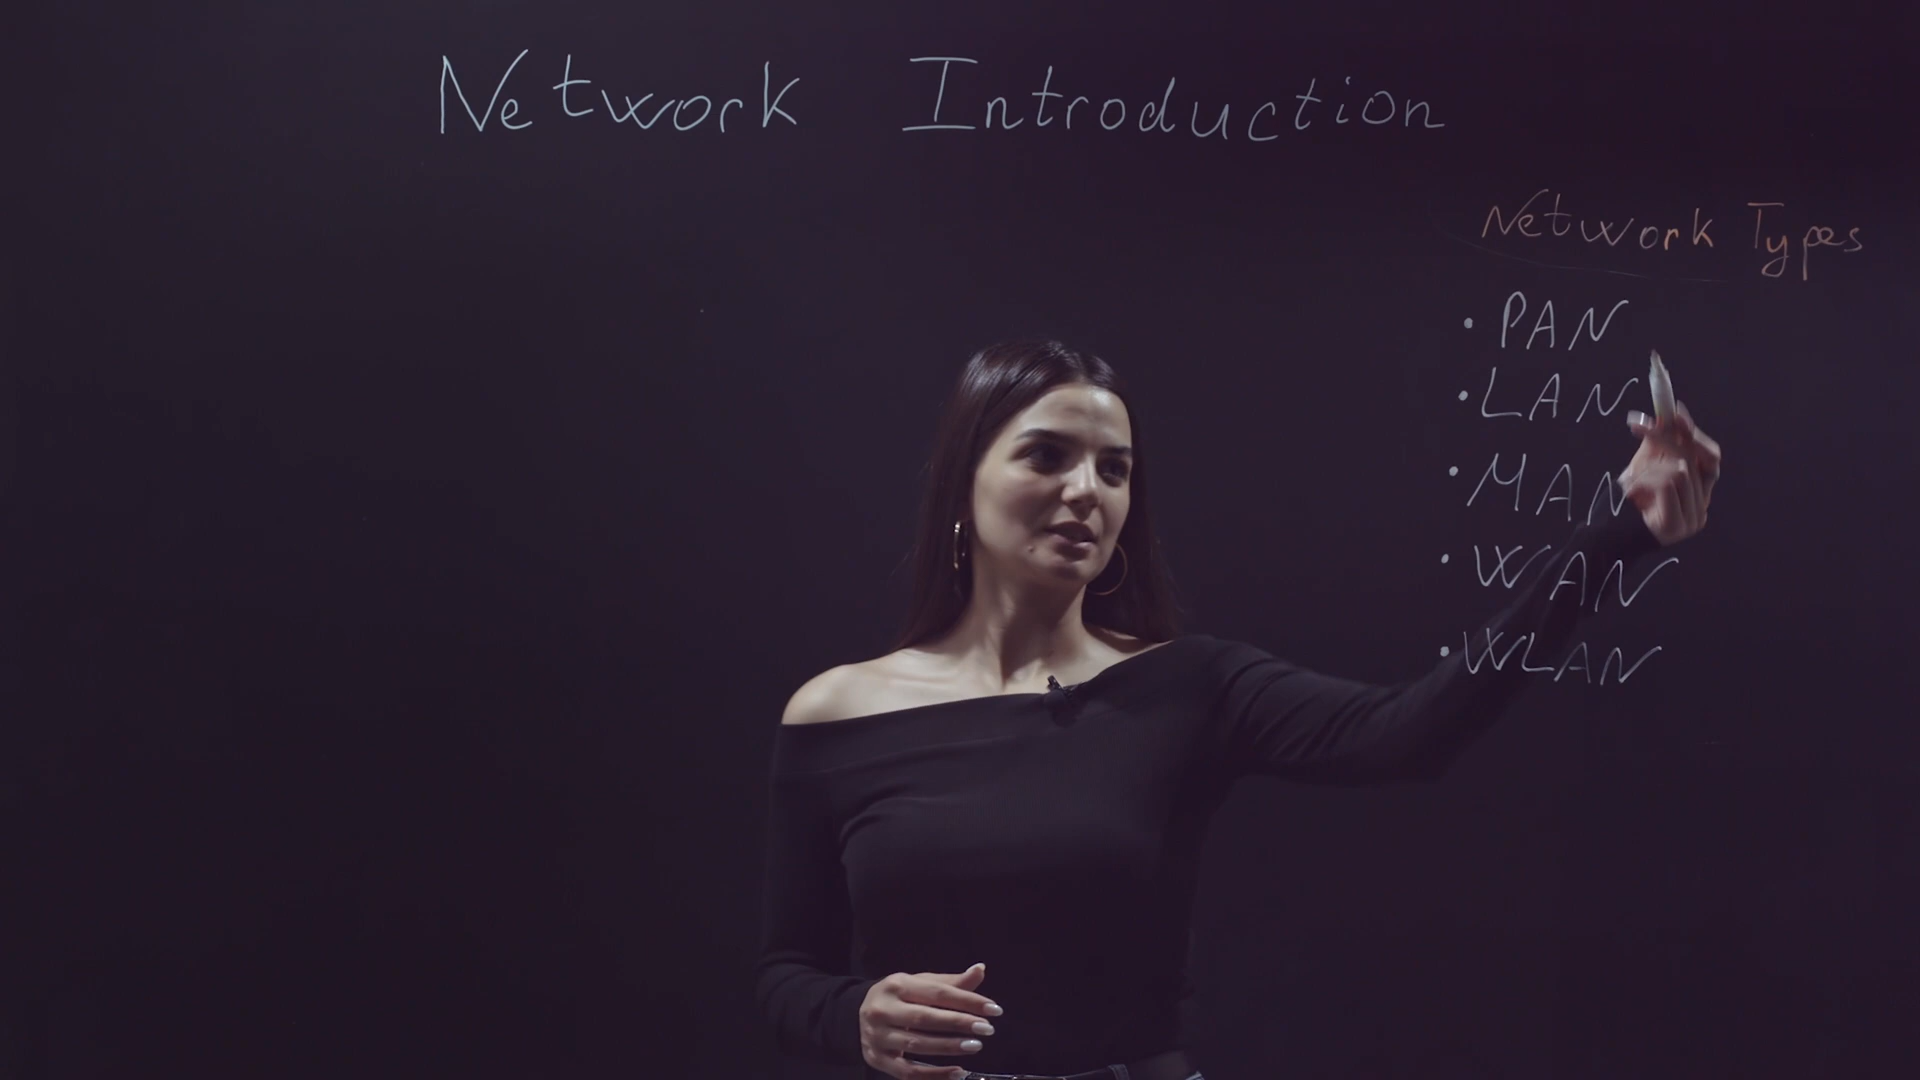 Network Introduction
Network Types
• PAN
• LAN
• MAN
• WAN
• WLAN